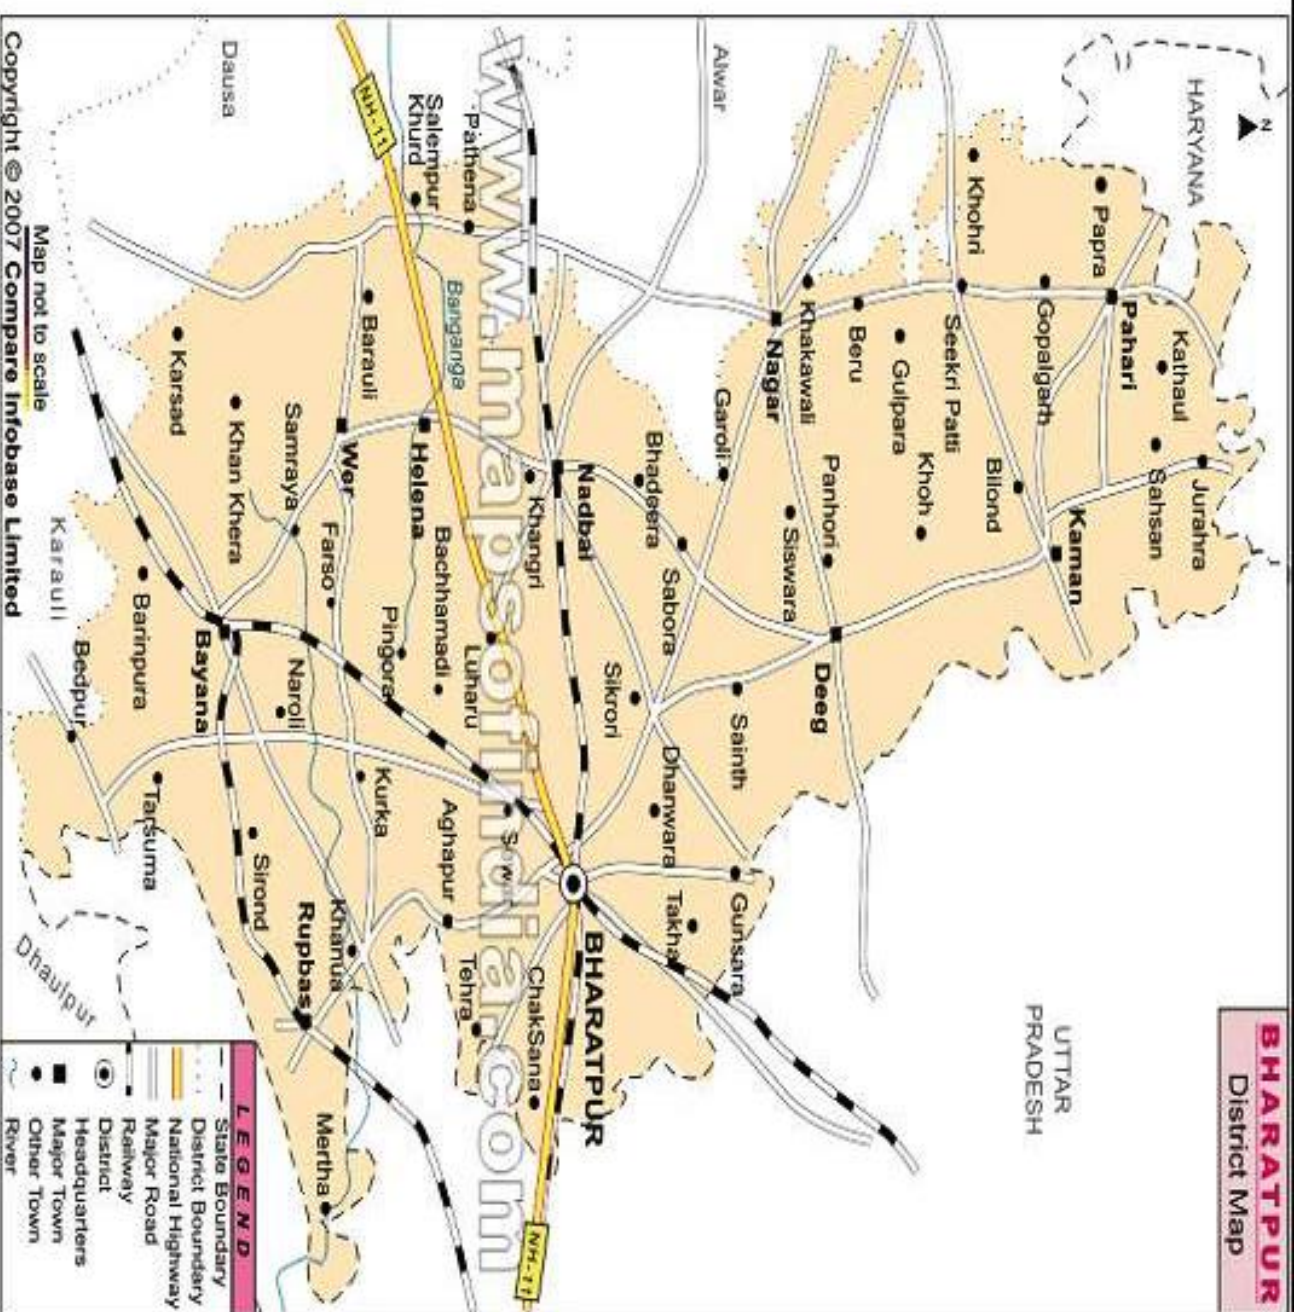 BHARATPUR
District Map
N
HARYANA
UTTAR
PRADESH
Alwar
Dausa
Karauli
Dhaulpur
Papra
Pahari
Kathaul
Jurahra
Sahsan
Khohri
Gopalgarh
Seekri Patti
Bilond
Kaman
Khoh
Gulpara
Beru
Khakawali
Nagar
Panhori
Siswara
Deeg
Garoli
Bhadeera
Sabora
Sainth
Sikrori
Dhanwara
Gunsara
Takha
Nadbai
Khangri
BHARATPUR
ChakSana
Tehra
NH-11
NH-11
Pathena
Salempur
Khurd
Banganga
Helena
Bachhamadi
Luharu
Pingora
Aghapur
Barauli
Wer
Farso
Samraya
Khan Khera
Karsad
Kurka
Naroli
Bayana
Barinpura
Bedpur
Tarsuma
Sirond
Khanua
Rupbas
Mertha
www.mapsofindia.com
LEGEND
State Boundary
District Boundary
National Highway
Major Road
Railway
District
Headquarters
Major Town
Other Town
River
Map not to scale
Copyright © 2007 Compare Infobase Limited